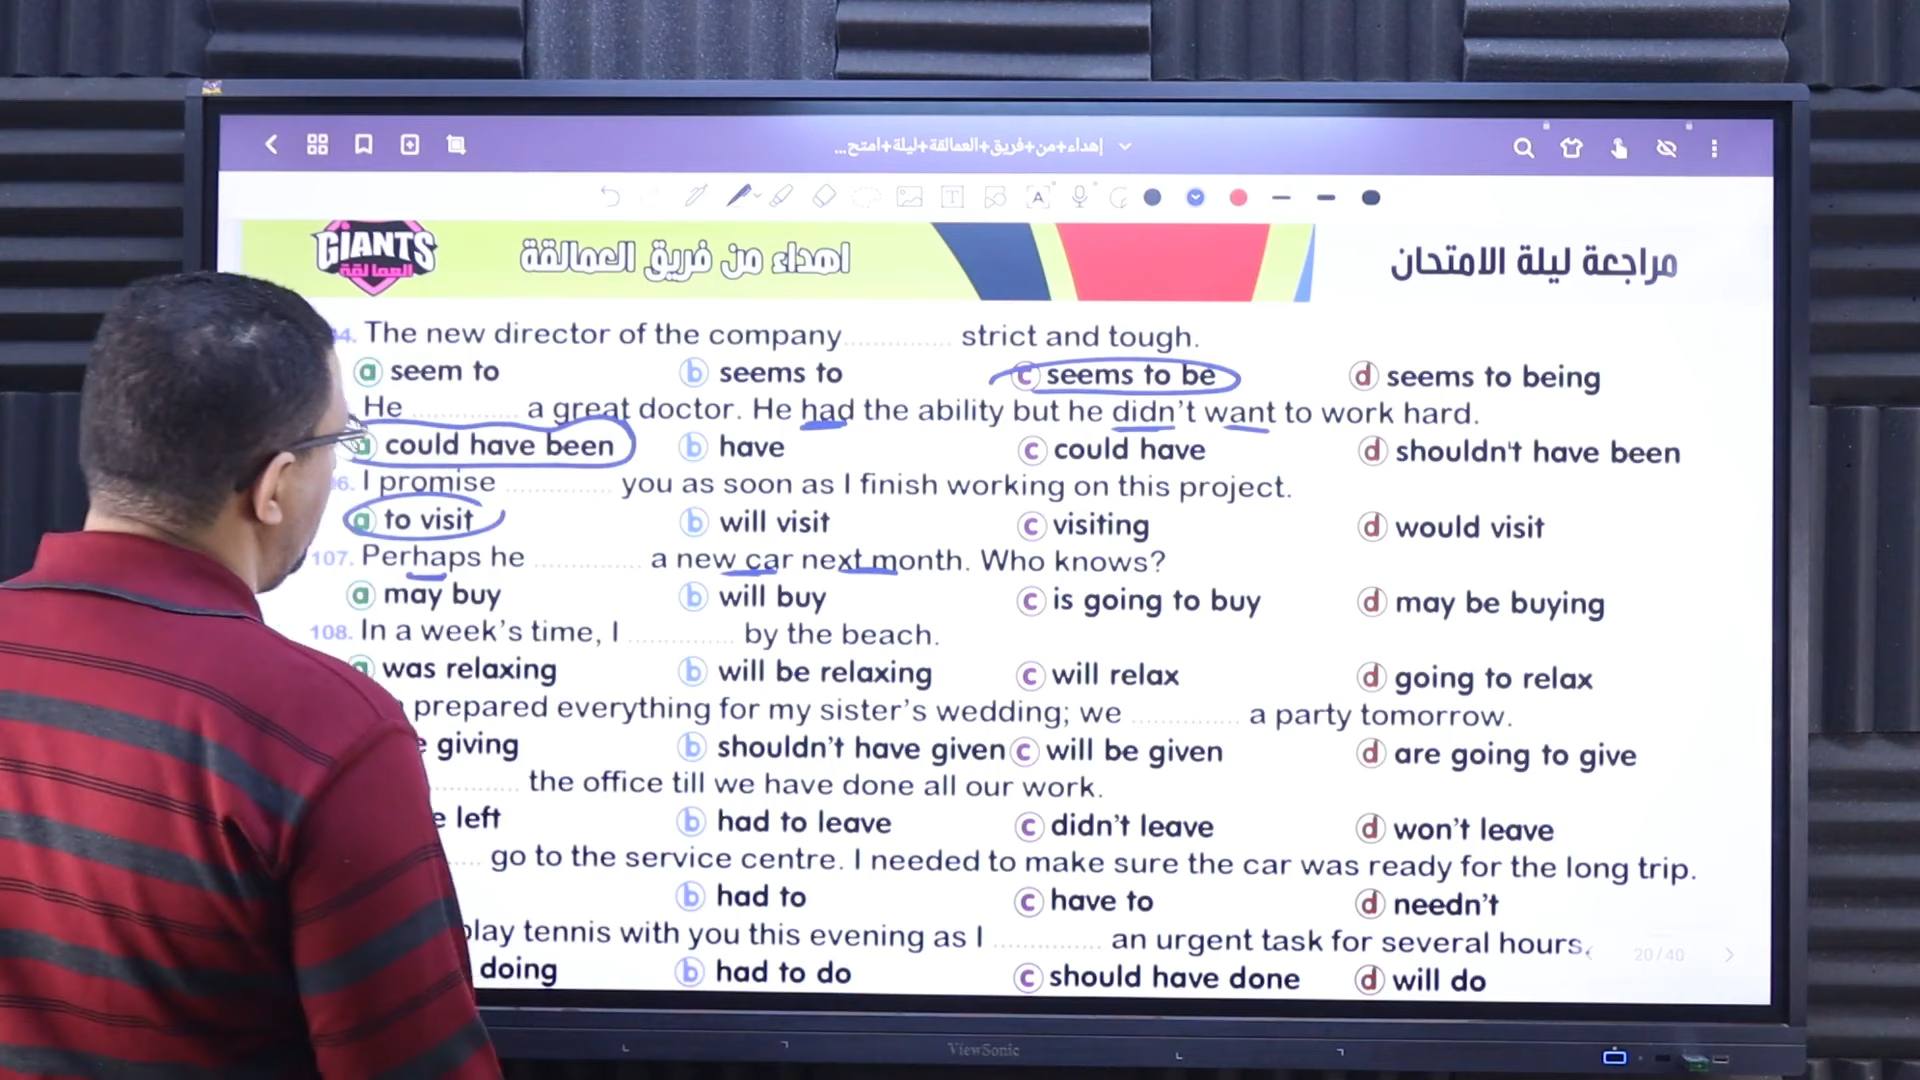 إهداء+من+فريق+العمالقة+ليلة+امتح...
GIANTS
العمالقة
اهداء من فريق العمالقة
مراجعة ليلة الامتحان
4. The new director of the company............ strict and tough.
a seem to b seems to c seems to be d seems to being
He ............ a great doctor. He had the ability but he didn't want to work hard.
a could have been b have c could have d shouldn't have been
6. I promise ............ you as soon as I finish working on this project.
a to visit b will visit c visiting d would visit
107. Perhaps he ............ a new car next month. Who knows?
a may buy b will buy c is going to buy d may be buying
108. In a week's time, I ............ by the beach.
a was relaxing b will be relaxing c will relax d going to relax
prepared everything for my sister's wedding; we ............ a party tomorrow.
giving b shouldn't have given c will be given d are going to give
............ the office till we have done all our work.
left b had to leave c didn't leave d won't leave
.... go to the service centre. I needed to make sure the car was ready for the long trip.
b had to c have to d needn't
play tennis with you this evening as I ............ an urgent task for several hours.
doing b had to do c should have done d will do
20/40
ViewSonic